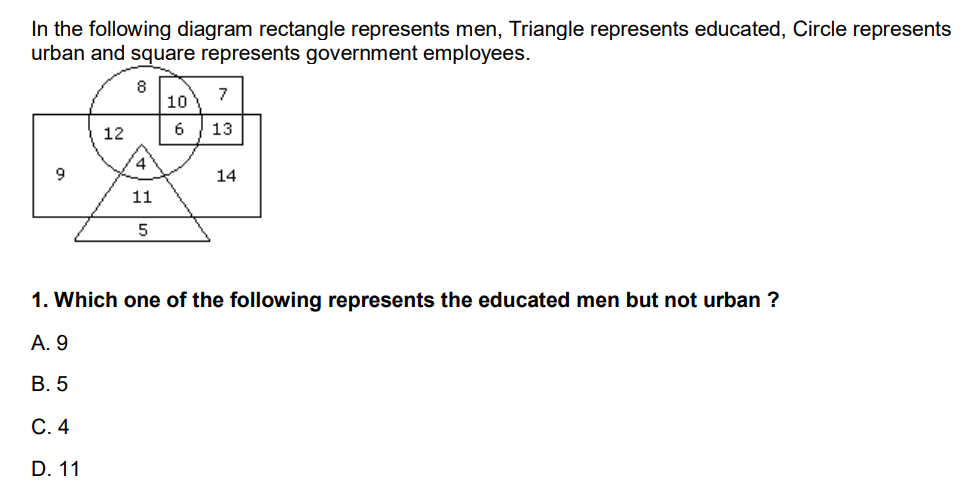 In the following diagram rectangle represents men, Triangle represents educated, Circle represents
urban and square represents government employees.
8
10 7
12 6 13
4
9 14
11
5
1. Which one of the following represents the educated men but not urban ?
A. 9
B. 5
C. 4
D. 11